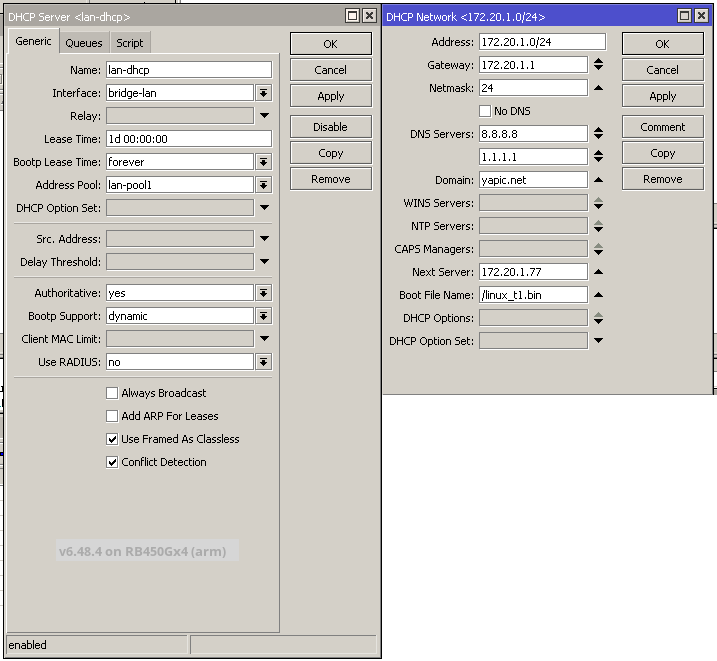 DHCP Server <lan-dhcp>
Generic Queues Script
Name: lan-dhcp
Interface: bridge-lan
Relay:
Lease Time: 1d 00:00:00
Bootp Lease Time: forever
Address Pool: lan-pool1
DHCP Option Set:
Src. Address:
Delay Threshold:
Authoritative: yes
Bootp Support: dynamic
Client MAC Limit:
Use RADIUS: no
Always Broadcast
Add ARP For Leases
Use Framed As Classless
Conflict Detection
v6.48.4 on RB450Gx4 (arm)
enabled
OK
Cancel
Apply
Disable
Copy
Remove
DHCP Network <172.20.1.0/24>
Address: 172.20.1.0/24
Gateway: 172.20.1.1
Netmask: 24
No DNS
DNS Servers: 8.8.8.8
1.1.1.1
Domain: yapic.net
WINS Servers:
NTP Servers:
CAPS Managers:
Next Server: 172.20.1.77
Boot File Name: /linux_t1.bin
DHCP Options:
DHCP Option Set:
OK
Cancel
Apply
Comment
Copy
Remove